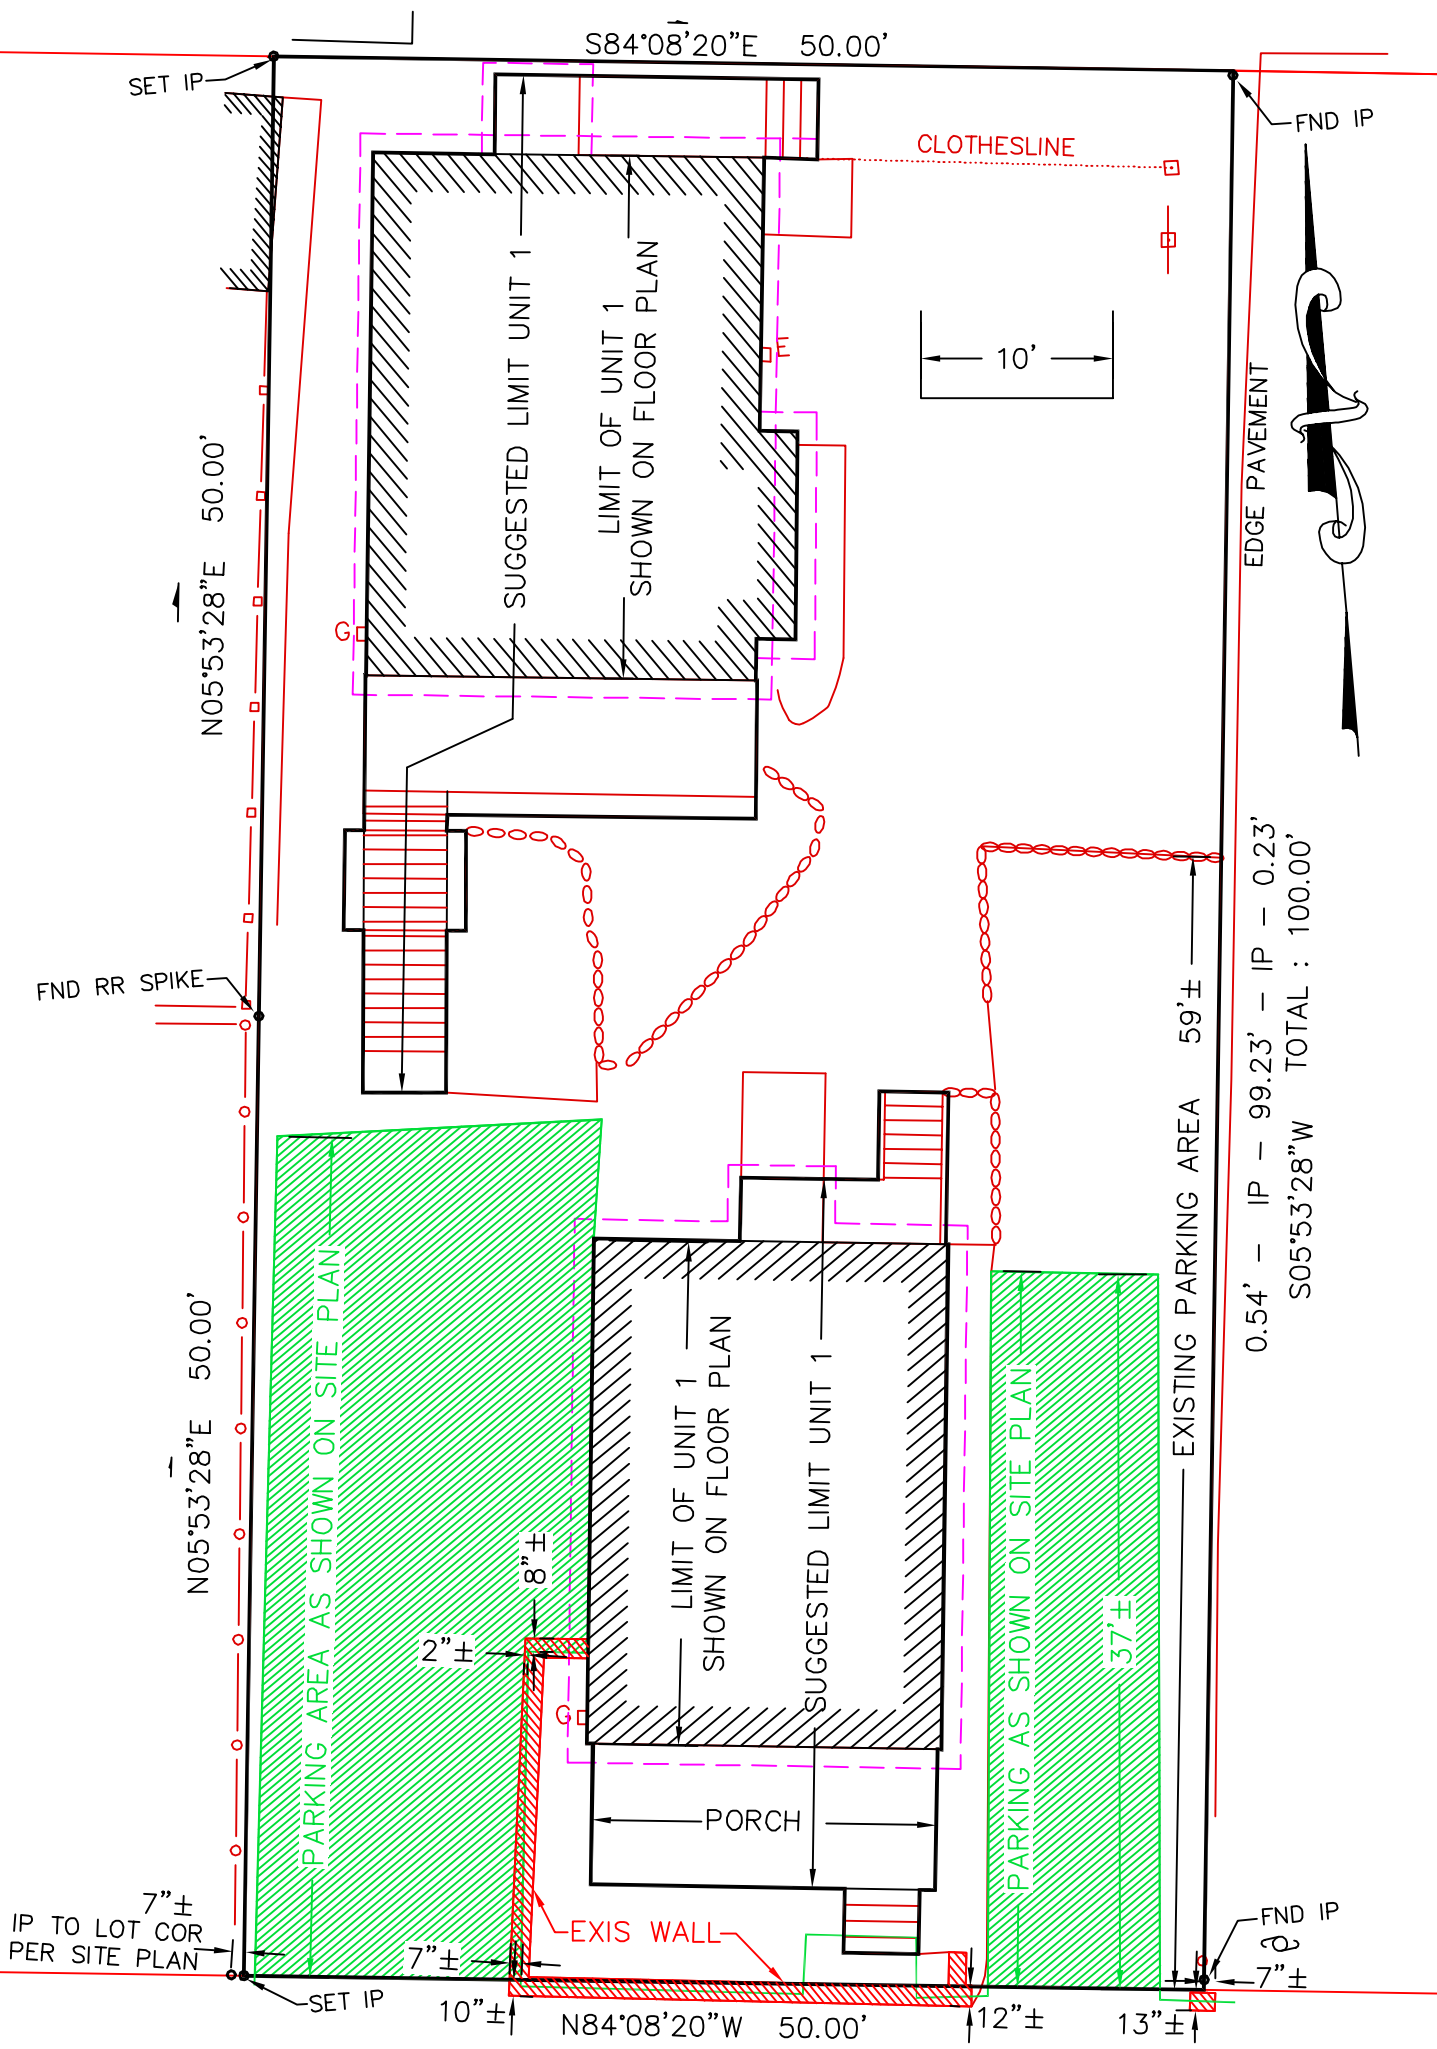 S84°08'20"E 50.00'
SET IP
FND IP
CLOTHESLINE
SUGGESTED LIMIT UNIT 1
LIMIT OF UNIT 1
SHOWN ON FLOOR PLAN
E
10'
EDGE PAVEMENT
N05°53'28"E 50.00'
G
FND RR SPIKE
EXISTING PARKING AREA 59'±
0.54' – IP – 99.23' – IP – 0.23'
S05°53'28"W TOTAL : 100.00'
N05°53'28"E 50.00'
PARKING AREA AS SHOWN ON SITE PLAN
LIMIT OF UNIT 1
SHOWN ON FLOOR PLAN
SUGGESTED LIMIT UNIT 1
PARKING AS SHOWN ON SITE PLAN
37'±
8"±
2"±
G
PORCH
EXIS WALL
7"±
IP TO LOT COR
PER SITE PLAN
7"±
SET IP
10"±
N84°08'20"W 50.00'
12"±
13"±
FND IP
@
7"±